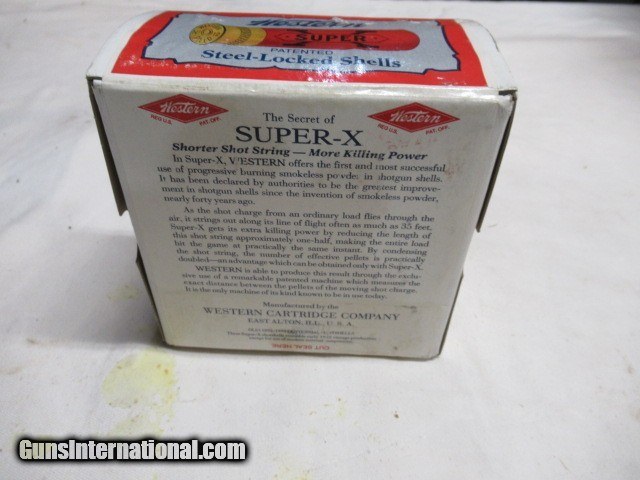 Western
SUPER X
PATENTED
Steel-Locked Shells
Western
REG U.S. PAT. OFF.
Western
REG U.S. PAT. OFF.
The Secret of
SUPER-X
Shorter Shot String — More Killing Power
In Super-X, WESTERN offers the first and most successful
use of progressive burning smokeless powder in shotgun shells.
It has been declared by authorities to be the greatest improve-
ment in shotgun shells since the invention of smokeless powder,
nearly forty years ago.
As the shot charge from an ordinary load flies through the
air, it strings out along its line of flight often as much as 35 feet.
Super-X gets its extra killing power by reducing the length of
this shot string approximately one-half, making the entire load
hit the game at practically the same instant. By condensing
the shot string, the number of effective pellets is practically
doubled—an advantage which can be obtained only with Super-X.
WESTERN is able to produce this result through the exclu-
sive use of a remarkable patented machine which measures the
exact distance between the pellets of the moving shot charge.
It is the only machine of its kind known to be in use today.
Manufactured by the
WESTERN CARTRIDGE COMPANY
EAST ALTON, ILL., U. S. A.
CUT SEAL HERE
GunsInternational.com